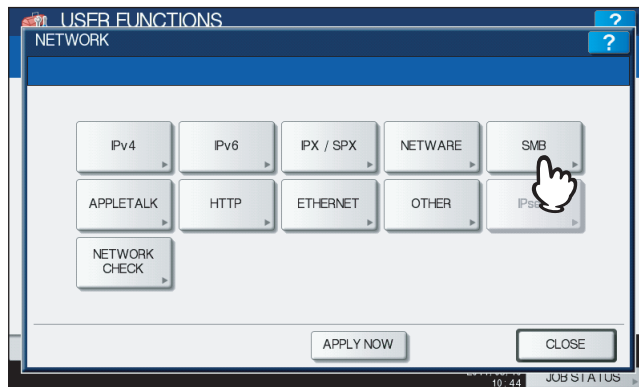 USER FUNCTIONS
?
NETWORK
?
IPv4
IPv6
IPX / SPX
NETWARE
SMB
APPLETALK
HTTP
ETHERNET
OTHER
NETWORK
CHECK
APPLY NOW
CLOSE
10:44
JOB STATUS